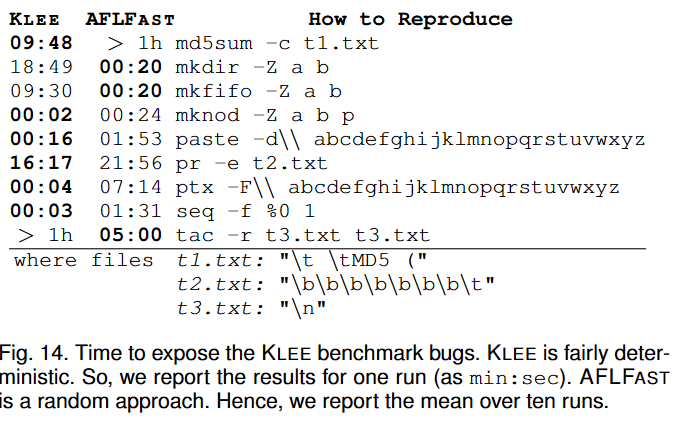 KLEE AFLFAST How to Reproduce
09:48 > 1h md5sum -c t1.txt
18:49 00:20 mkdir -Z a b
09:30 00:20 mkfifo -Z a b
00:02 00:24 mknod -Z a b p
00:16 01:53 paste -d\\ abcdefghijklmnopqrstuvwxyz
16:17 21:56 pr -e t2.txt
00:04 07:14 ptx -F\\ abcdefghijklmnopqrstuvwxyz
00:03 01:31 seq -f %0 1
> 1h 05:00 tac -r t3.txt t3.txt
where files t1.txt: "\t \tMD5 ("
t2.txt: "\b\b\b\b\b\b\b\t"
t3.txt: "\n"
Fig. 14. Time to expose the KLEE benchmark bugs. KLEE is fairly deter-
ministic. So, we report the results for one run (as min:sec). AFLFAST
is a random approach. Hence, we report the mean over ten runs.